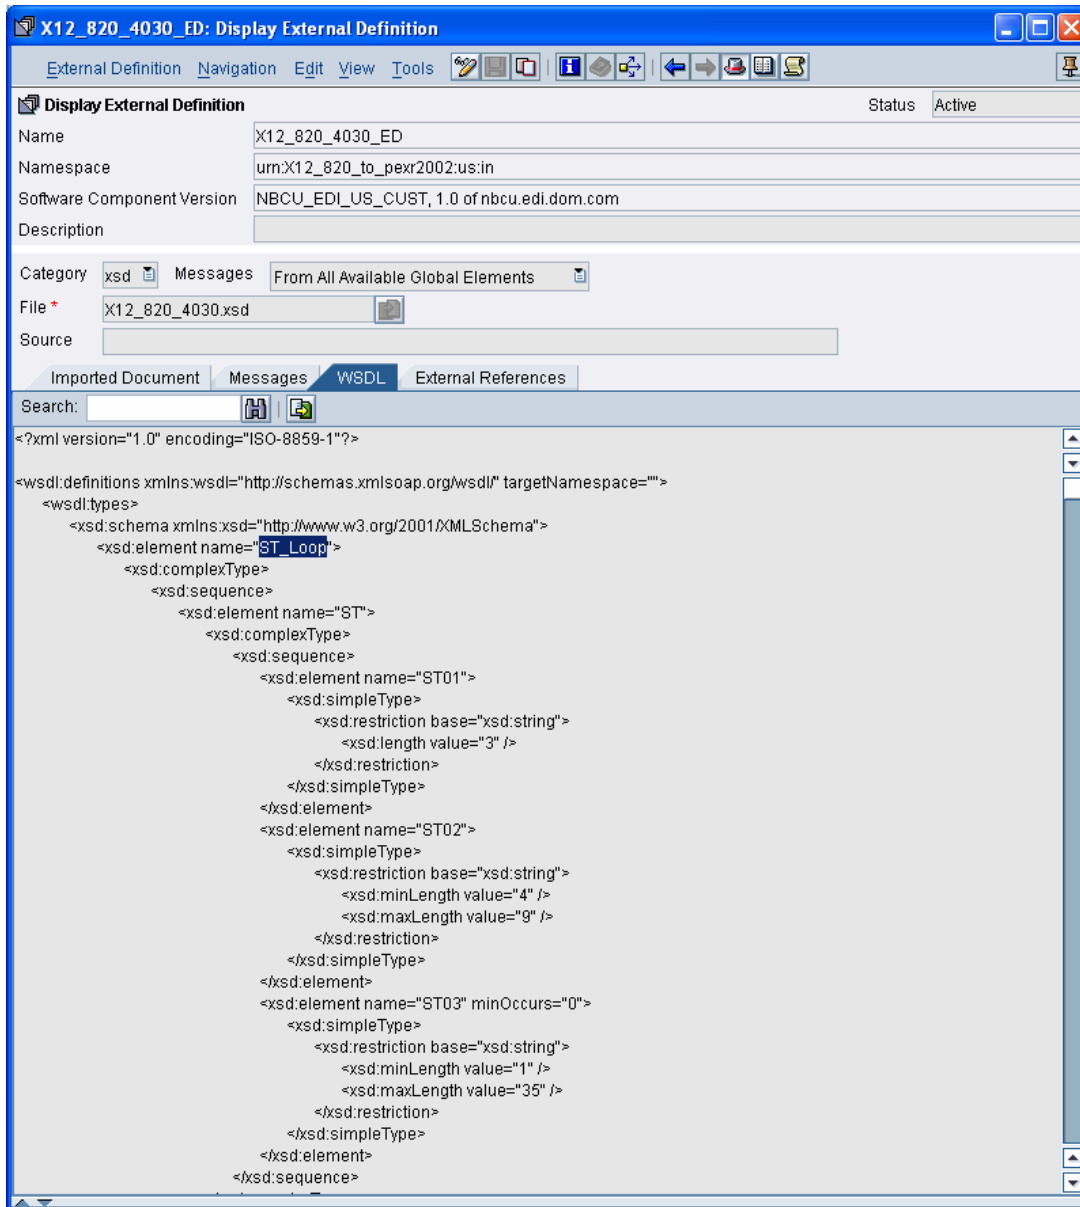 X12_820_4030_ED: Display External Definition
External Definition Navigation Edit View Tools
Display External Definition Status Active
Name X12_820_4030_ED
Namespace urn:X12_820_to_pexr2002:us:in
Software Component Version NBCU_EDI_US_CUST, 1.0 of nbcu.edi.dom.com
Description
Category xsd Messages From All Available Global Elements
File * X12_820_4030.xsd
Source
Imported Document Messages WSDL External References
Search:
<?xml version="1.0" encoding="ISO-8859-1"?>
<wsdl:definitions xmlns:wsdl="http://schemas.xmlsoap.org/wsdl/" targetNamespace="">
<wsdl:types>
<xsd:schema xmlns:xsd="http://www.w3.org/2001/XMLSchema">
<xsd:element name="ST_Loop">
<xsd:complexType>
<xsd:sequence>
<xsd:element name="ST">
<xsd:complexType>
<xsd:sequence>
<xsd:element name="ST01">
<xsd:simpleType>
<xsd:restriction base="xsd:string">
<xsd:length value="3" />
</xsd:restriction>
</xsd:simpleType>
</xsd:element>
<xsd:element name="ST02">
<xsd:simpleType>
<xsd:restriction base="xsd:string">
<xsd:minLength value="4" />
<xsd:maxLength value="9" />
</xsd:restriction>
</xsd:simpleType>
</xsd:element>
<xsd:element name="ST03" minOccurs="0">
<xsd:simpleType>
<xsd:restriction base="xsd:string">
<xsd:minLength value="1" />
<xsd:maxLength value="35" />
</xsd:restriction>
</xsd:simpleType>
</xsd:element>
</xsd:sequence>